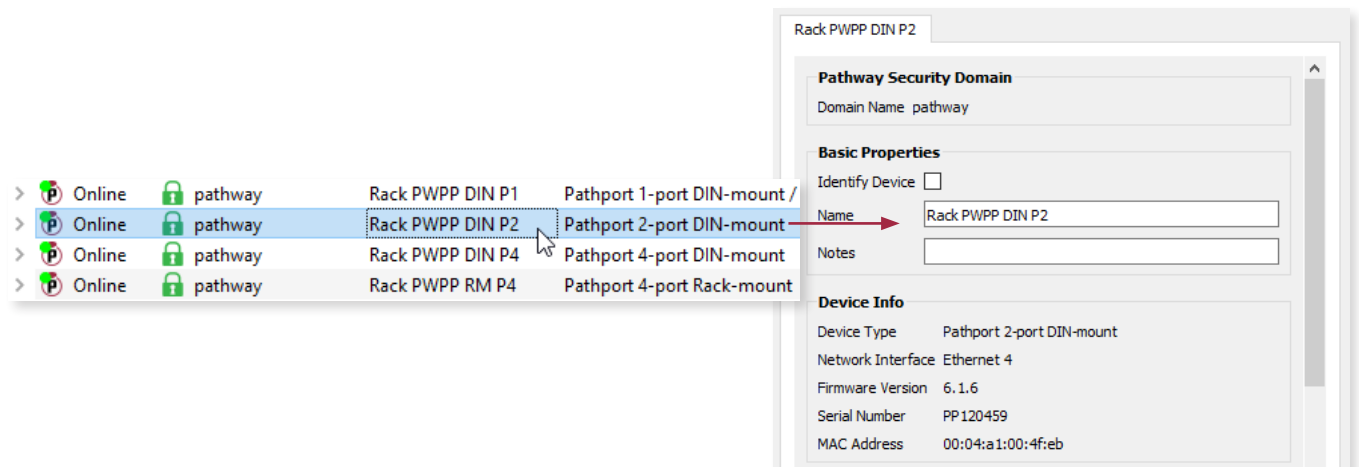 Rack PWPP DIN P2
Pathway Security Domain
Domain Name pathway
Basic Properties
Identify Device
Name Rack PWPP DIN P2
Notes
Device Info
Device Type Pathport 2-port DIN-mount
Network Interface Ethernet 4
Firmware Version 6.1.6
Serial Number PP120459
MAC Address 00:04:a1:00:4f:eb
Online pathway Rack PWPP DIN P1 Pathport 1-port DIN-mount /
Online pathway Rack PWPP DIN P2 Pathport 2-port DIN-mount
Online pathway Rack PWPP DIN P4 Pathport 4-port DIN-mount
Online pathway Rack PWPP RM P4 Pathport 4-port Rack-mount